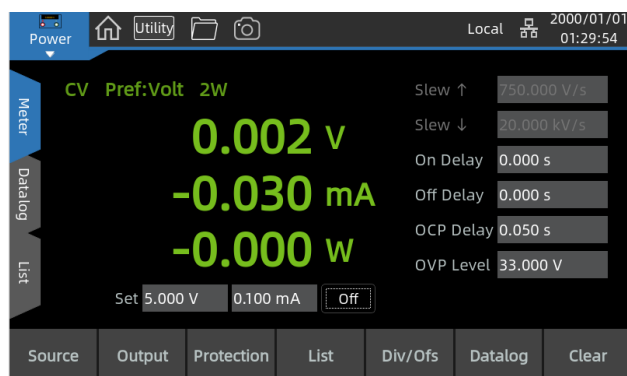 Power Utility Local 2000/01/01
01:29:54
Meter
Datalog
List
CV Pref:Volt 2W
0.002 V
-0.030 mA
-0.000 W
Set 5.000 V 0.100 mA Off
Slew ↑ 750.000 V/s
Slew ↓ 20.000 kV/s
On Delay 0.000 s
Off Delay 0.000 s
OCP Delay 0.050 s
OVP Level 33.000 V
Source Output Protection List Div/Ofs Datalog Clear